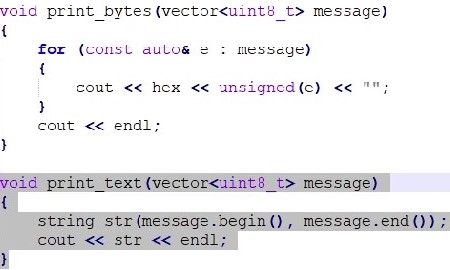 void print_bytes(vector<uint8_t> message)
{
for (const auto& e : message)
{
cout << hex << unsigned(e) << "";
}
cout << endl;
}
void print_text(vector<uint8_t> message)
{
string str(message.begin(), message.end());
cout << str << endl;
}